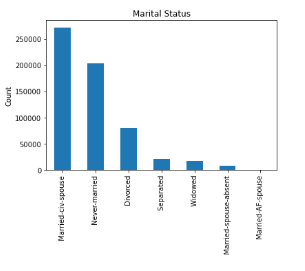 Marital Status
250000
200000
150000
100000
50000
0
Count
Married-civ-spouse
Never-married
Divorced
Separated
Widowed
Married-spouse-absent
Married-AF-spouse